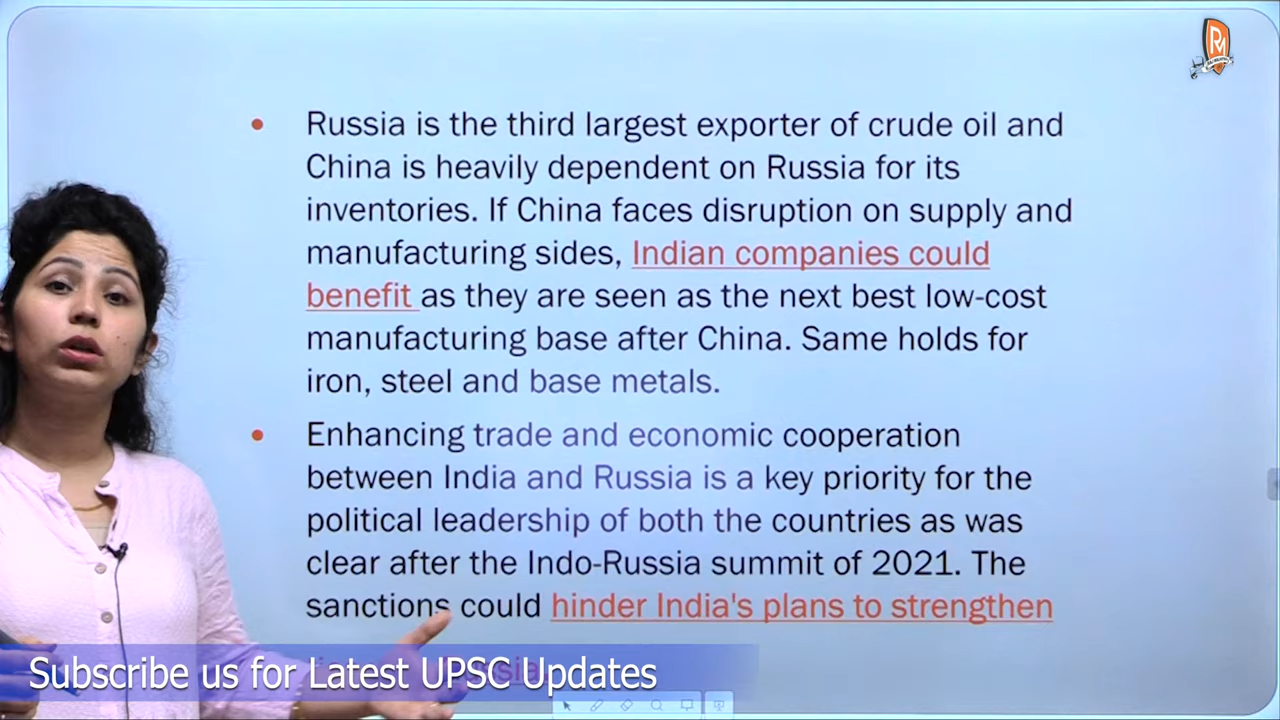 Russia is the third largest exporter of crude oil and
China is heavily dependent on Russia for its
inventories. If China faces disruption on supply and
manufacturing sides, Indian companies could
benefit as they are seen as the next best low-cost
manufacturing base after China. Same holds for
iron, steel and base metals.
Enhancing trade and economic cooperation
between India and Russia is a key priority for the
political leadership of both the countries as was
clear after the Indo-Russia summit of 2021. The
sanctions could hinder India's plans to strengthen
Subscribe us for Latest UPSC Updates